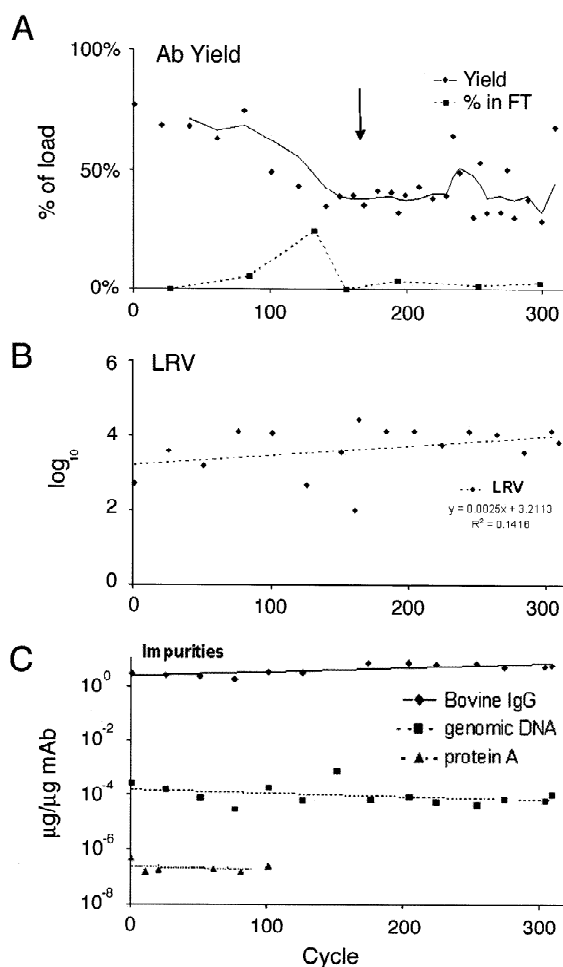 A
Ab Yield
100%
50%
0%
% of load
Yield
% in FT
0
100
200
300
B
LRV
6
4
2
0
log10
LRV
y = 0.0025x + 3.2113
R² = 0.1416
0
100
200
300
C
Impurities
10^0
10^-2
10^-4
10^-6
10^-8
µg/µg mAb
Bovine IgG
genomic DNA
protein A
0
100
200
300
Cycle